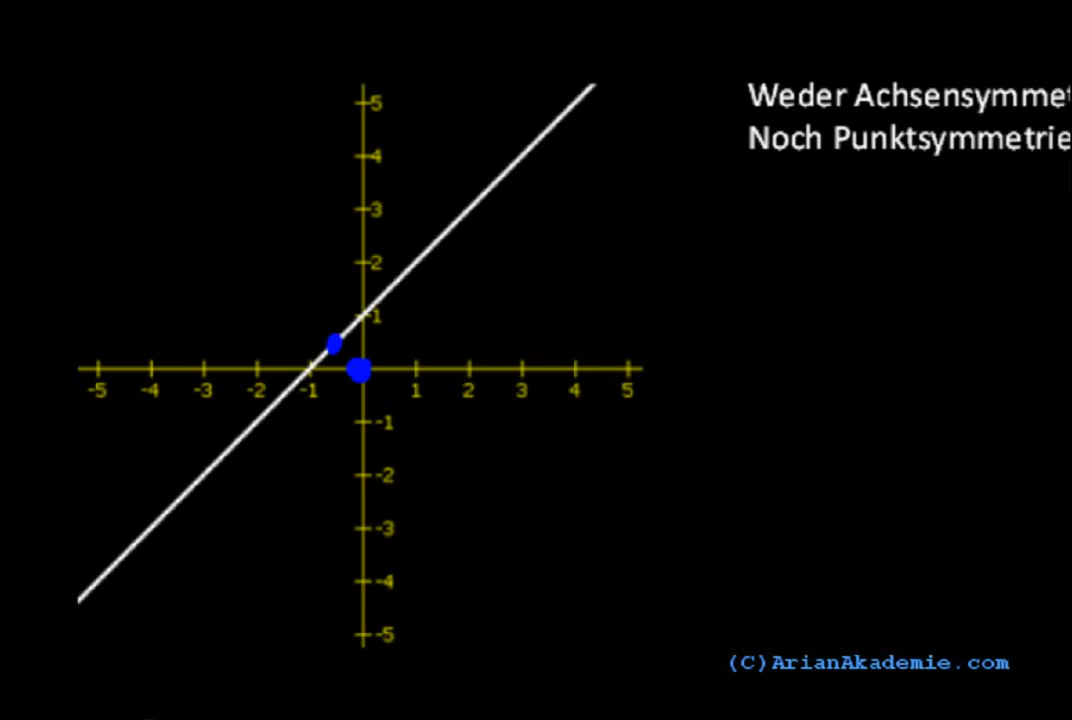 Weder Achsensymmet
Noch Punktsymmetrie
5
4
3
2
1
-5 -4 -3 -2 -1 1 2 3 4 5
-1
-2
-3
-4
-5
(C)ArianAkademie.com